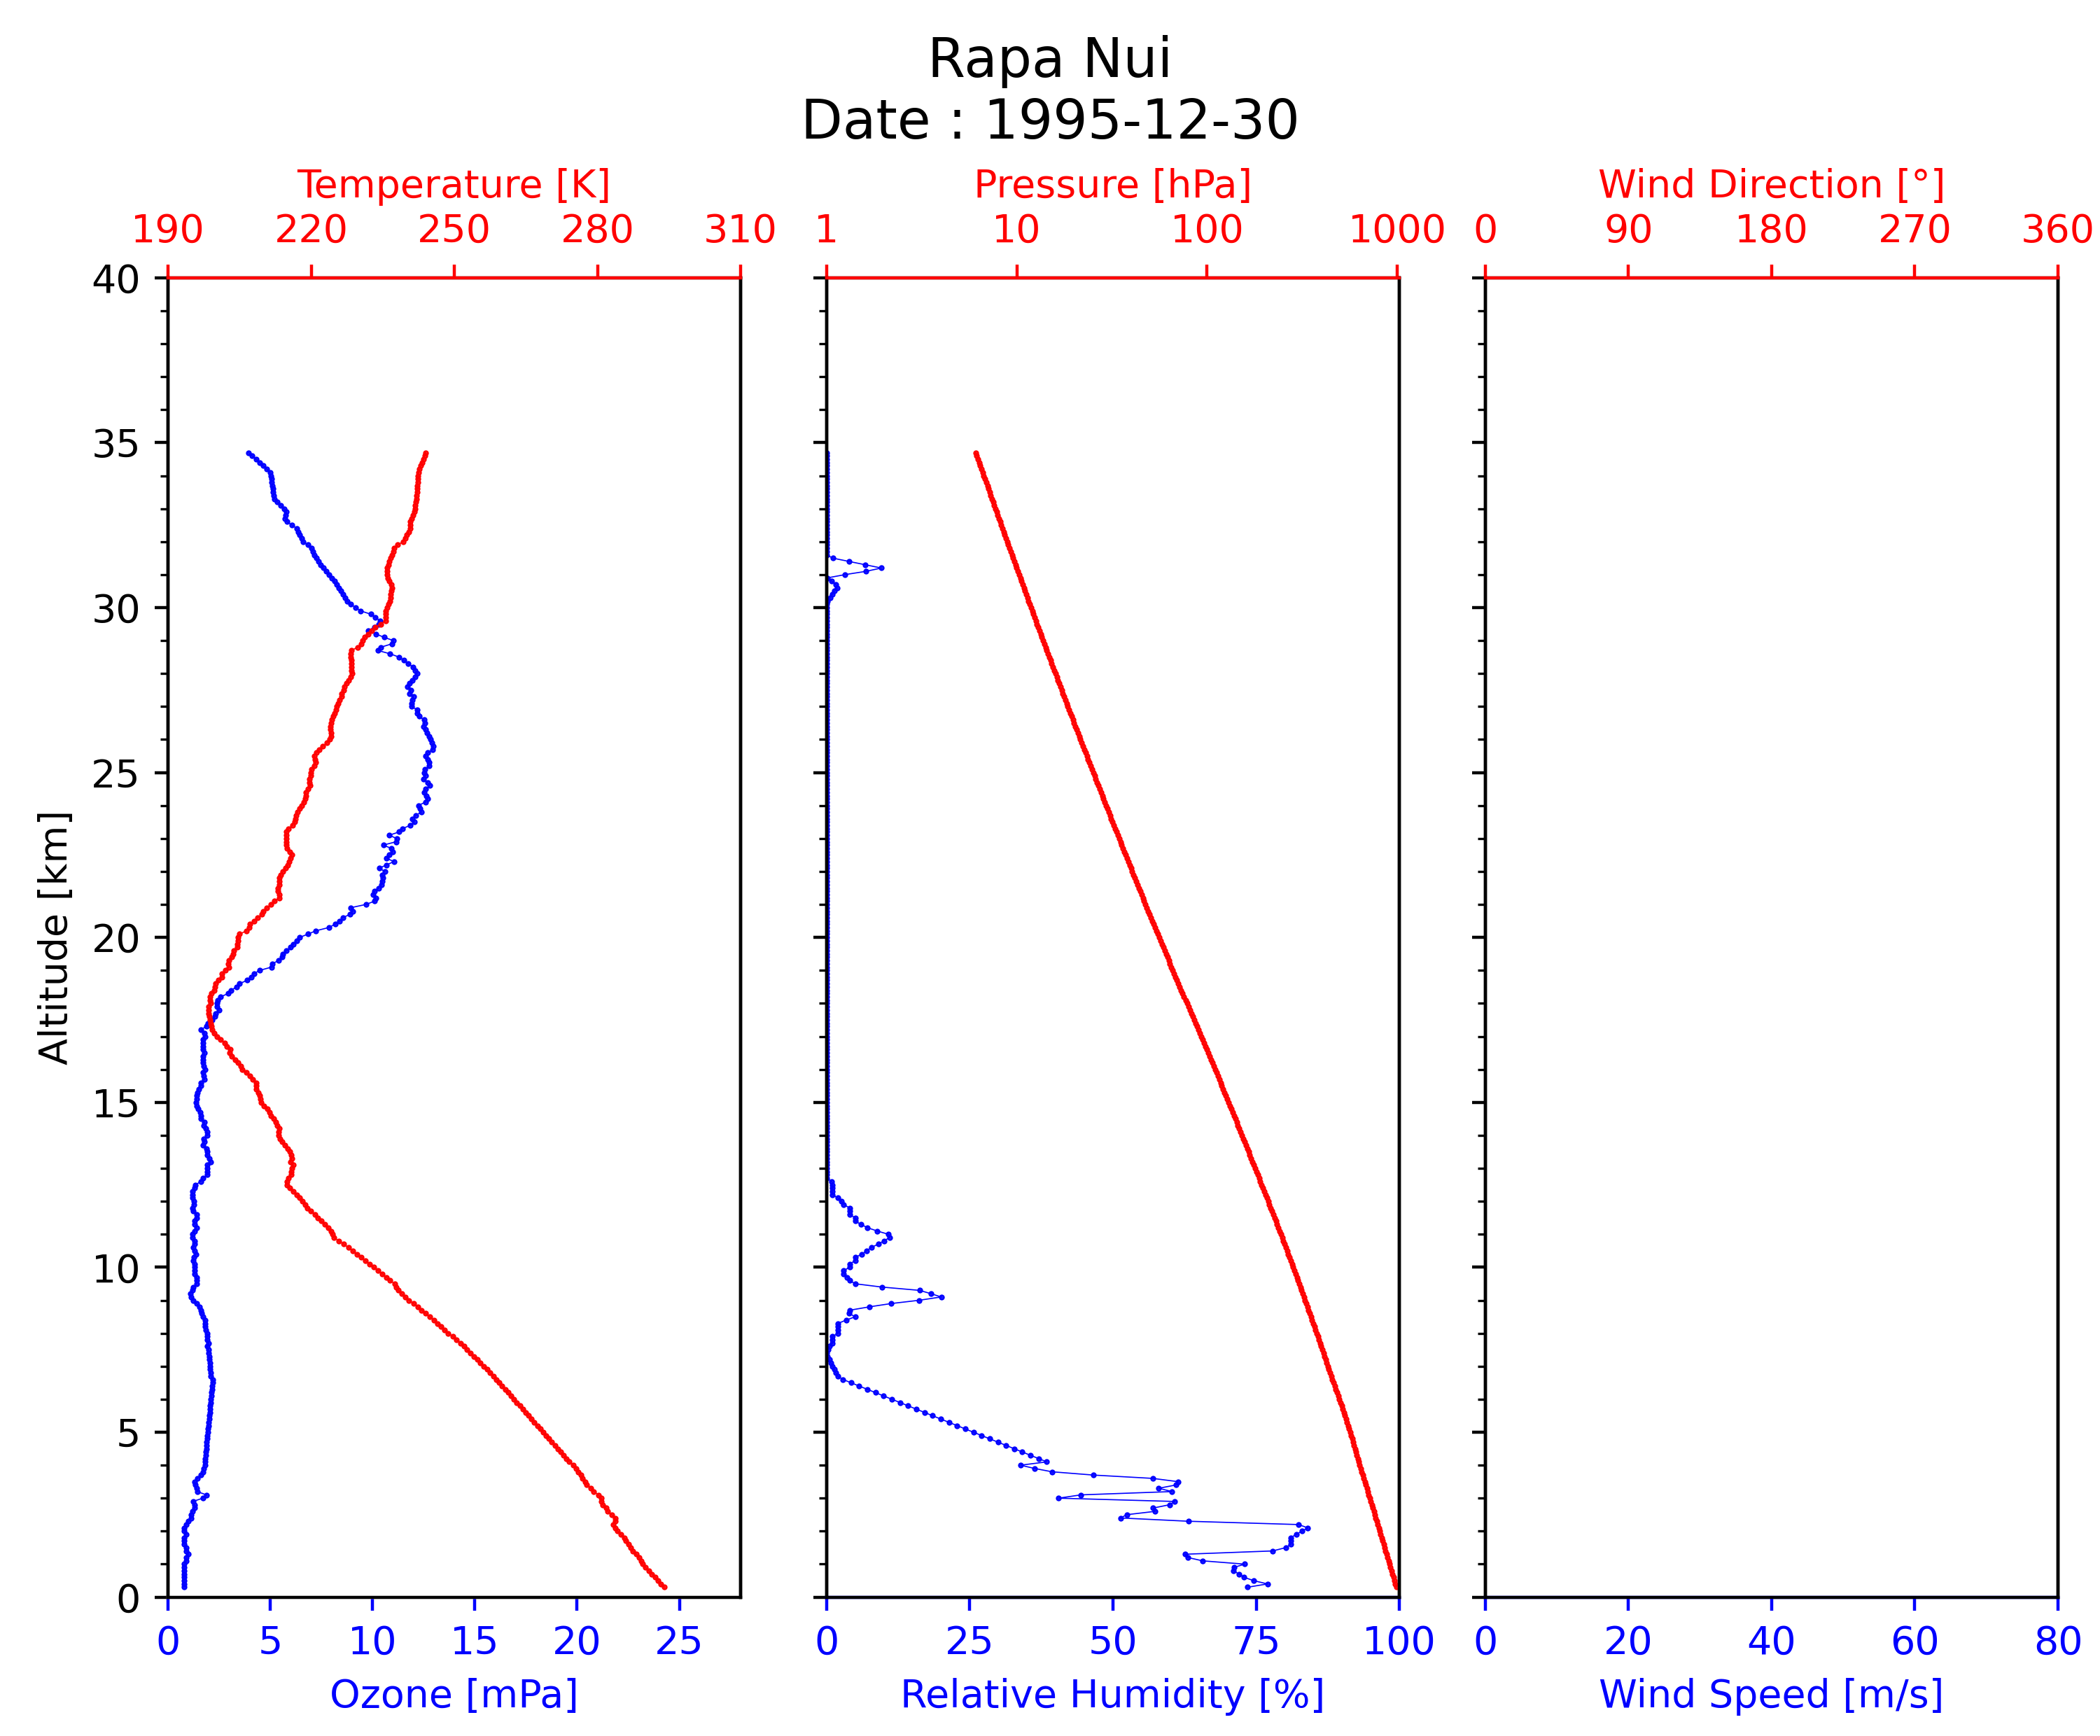 Rapa Nui
Date : 1995-12-30
Temperature [K]
190 220 250 280 310
Pressure [hPa]
1 10 100 1000
Wind Direction [°]
0 90 180 270 360
Altitude [km]
40
35
30
25
20
15
10
5
0
0 5 10 15 20 25
Ozone [mPa]
0 25 50 75 100
Relative Humidity [%]
0 20 40 60 80
Wind Speed [m/s]